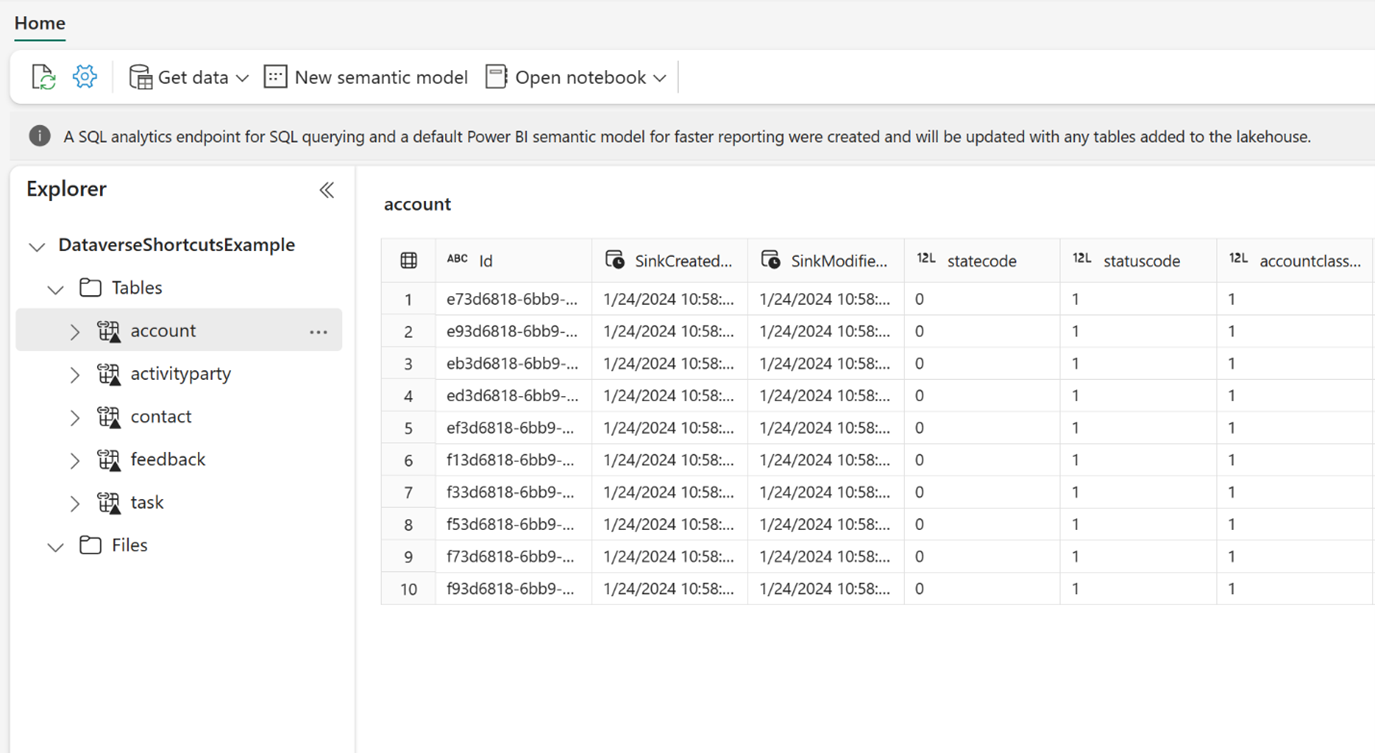 Home
Get data New semantic model Open notebook
A SQL analytics endpoint for SQL querying and a default Power BI semantic model for faster reporting were created and will be updated with any tables added to the lakehouse.
Explorer
DataverseShortcutsExample
Tables
account ...
activityparty
contact
feedback
task
Files
account
ABC Id SinkCreated... SinkModifie... 12L statecode 12L statuscode 12L accountclass...
1 e73d6818-6bb9-... 1/24/2024 10:58:... 1/24/2024 10:58:... 0 1 1
2 e93d6818-6bb9-... 1/24/2024 10:58:... 1/24/2024 10:58:... 0 1 1
3 eb3d6818-6bb9-... 1/24/2024 10:58:... 1/24/2024 10:58:... 0 1 1
4 ed3d6818-6bb9-... 1/24/2024 10:58:... 1/24/2024 10:58:... 0 1 1
5 ef3d6818-6bb9-... 1/24/2024 10:58:... 1/24/2024 10:58:... 0 1 1
6 f13d6818-6bb9-... 1/24/2024 10:58:... 1/24/2024 10:58:... 0 1 1
7 f33d6818-6bb9-... 1/24/2024 10:58:... 1/24/2024 10:58:... 0 1 1
8 f53d6818-6bb9-... 1/24/2024 10:58:... 1/24/2024 10:58:... 0 1 1
9 f73d6818-6bb9-... 1/24/2024 10:58:... 1/24/2024 10:58:... 0 1 1
10 f93d6818-6bb9-... 1/24/2024 10:58:... 1/24/2024 10:58:... 0 1 1